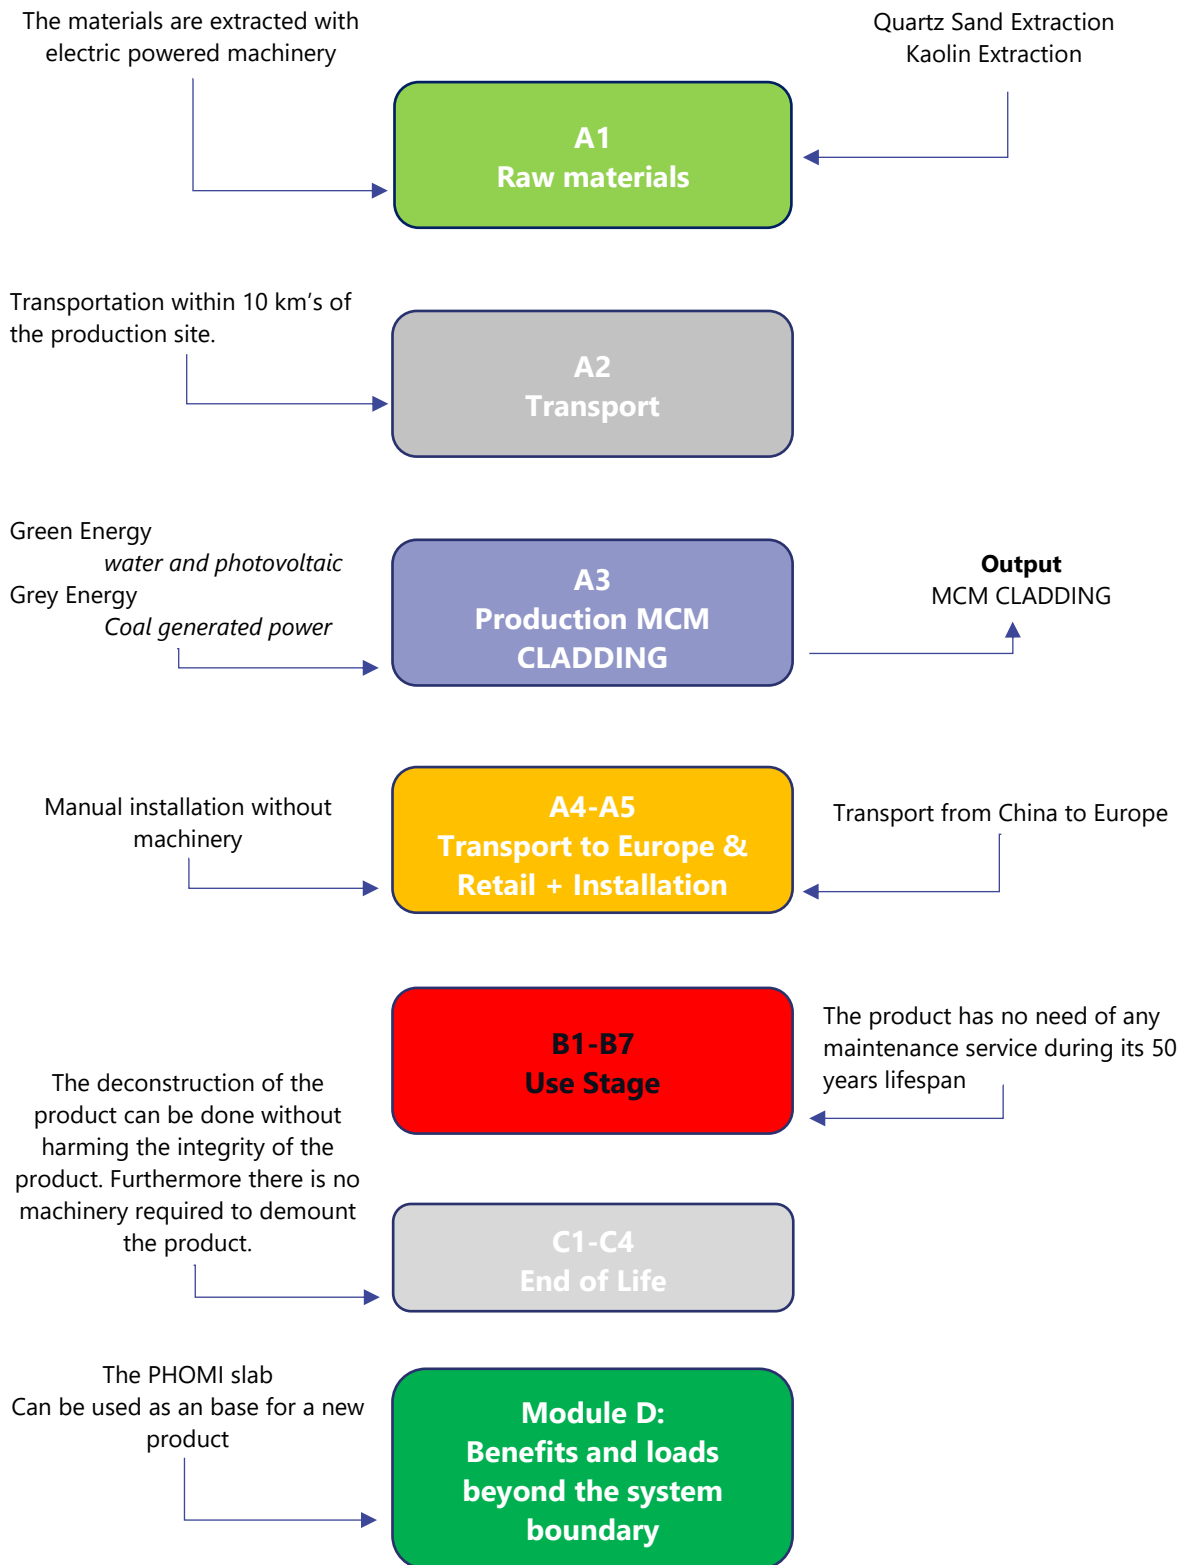 The materials are extracted with
electric powered machinery
Quartz Sand Extraction
Kaolin Extraction
A1
Raw materials
Transportation within 10 km’s of
the production site.
A2
Transport
Green Energy
water and photovoltaic
Grey Energy
Coal generated power
A3
Production MCM
CLADDING
Output
MCM CLADDING
Manual installation without
machinery
A4-A5
Transport to Europe &
Retail + Installation
Transport from China to Europe
B1-B7
Use Stage
The product has no need of any
maintenance service during its 50
years lifespan
The deconstruction of the
product can be done without
harming the integrity of the
product. Furthermore there is no
machinery required to demount
the product.
C1-C4
End of Life
The PHOMI slab
Can be used as an base for a new
product
Module D:
Benefits and loads
beyond the system
boundary